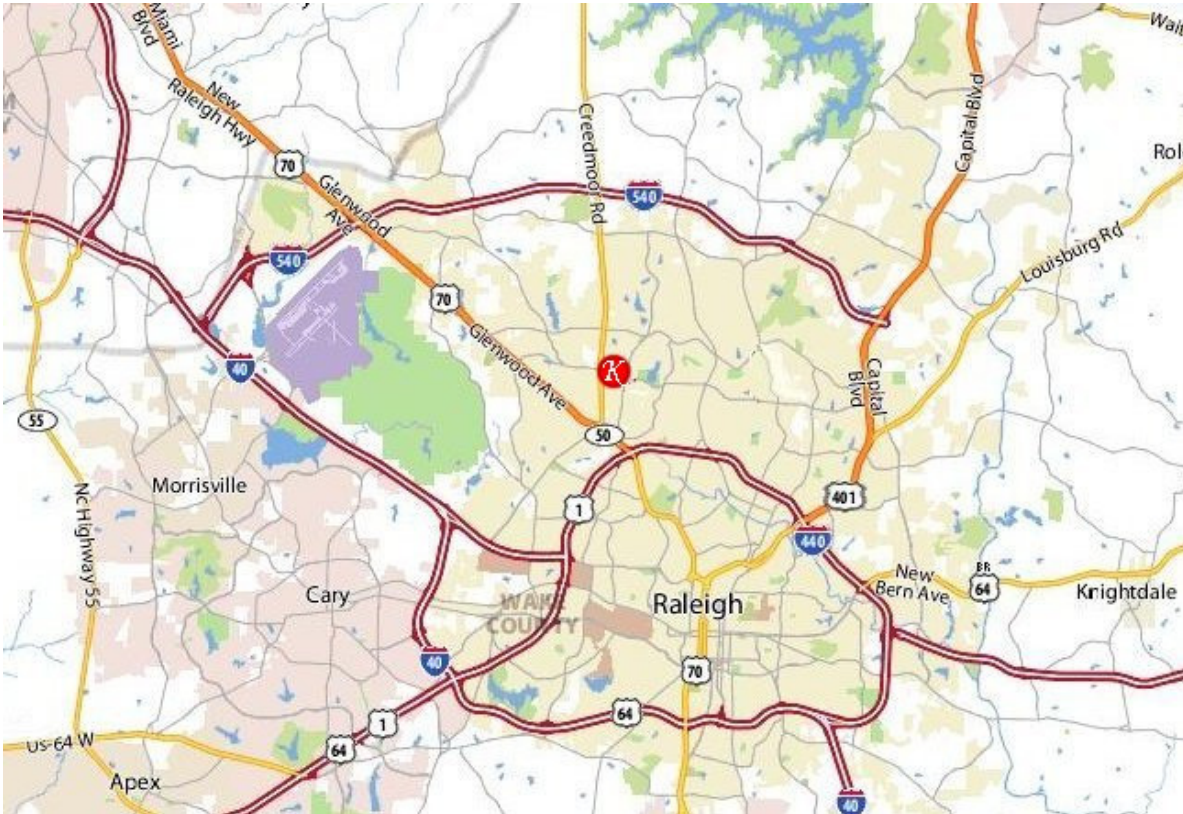 Miami
Blvd
New
Raleigh Hwy
70
Glenwood
Ave
540
540
Creedmoor Rd
Capital Blvd
Louisburg Rd
70
Glenwood Ave
K
Capital
Blvd
40
55
50
Morrisville
1
401
440
Nc Highway 55
New
Bern Ave
BR
64
Knightdale
Cary
WAKE
COUNTY
Raleigh
40
70
1
64
64
US-64 W
Apex
40